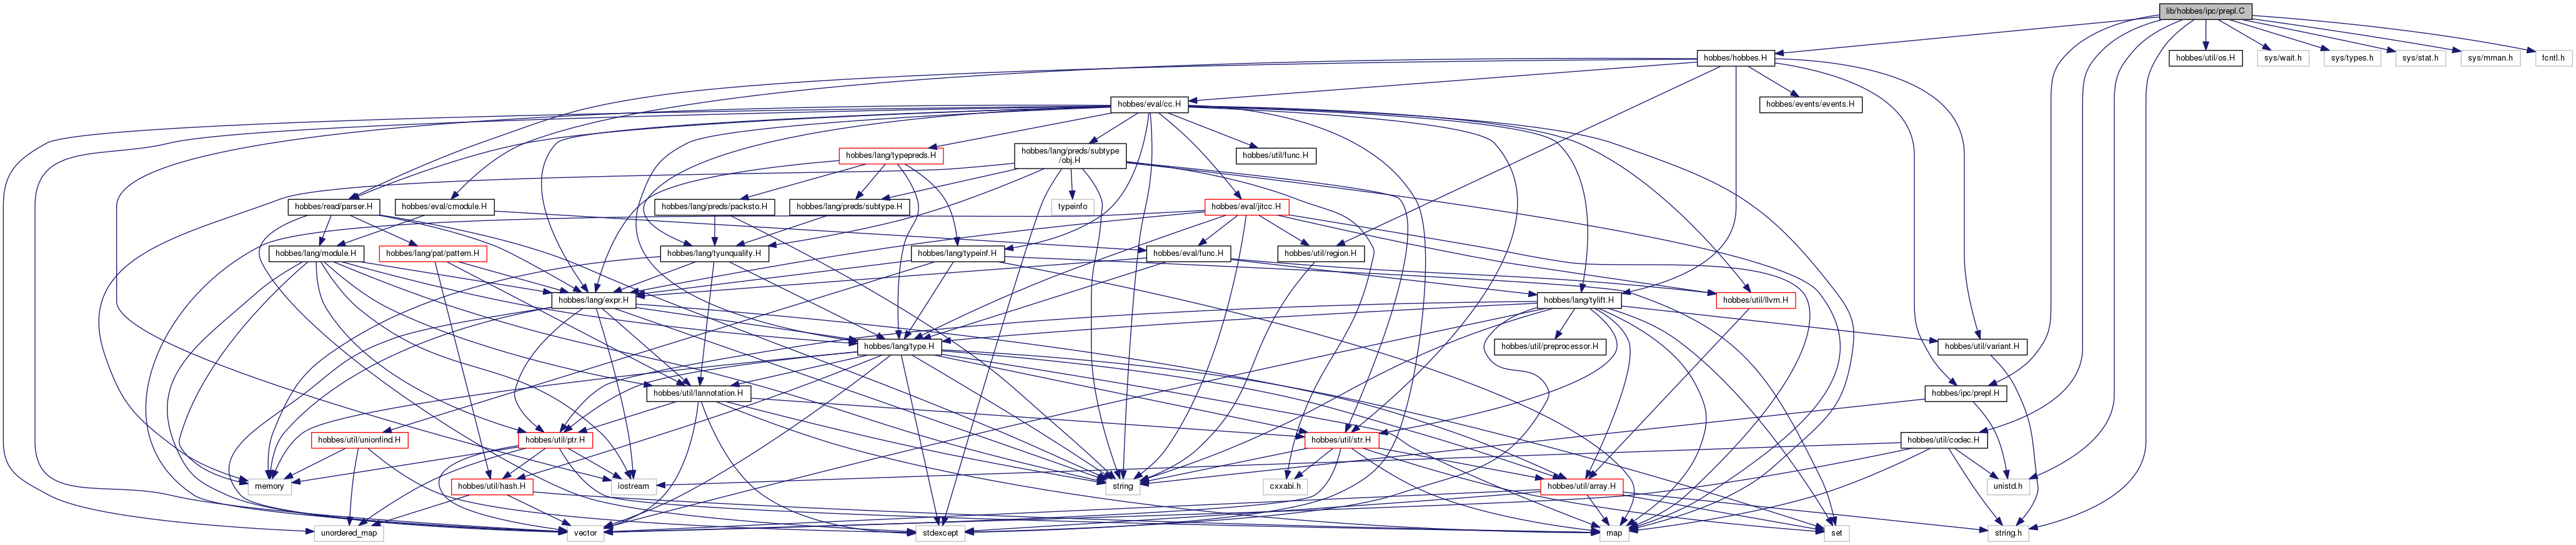 lib/hobbes/ipc/prepl.C
hobbes/hobbes.H
hobbes/util/os.H
sys/wait.h
sys/types.h
sys/stat.h
sys/mman.h
fcntl.h
hobbes/eval/cc.H
hobbes/events/events.H
hobbes/lang/typepreds.H
hobbes/lang/preds/subtype
/obj.H
hobbes/util/func.H
hobbes/read/parser.H
hobbes/eval/cmodule.H
hobbes/lang/preds/packsto.H
hobbes/lang/preds/subtype.H
typeinfo
hobbes/eval/jitcc.H
hobbes/lang/module.H
hobbes/lang/pat/pattern.H
hobbes/lang/tyunqualify.H
hobbes/lang/typeinf.H
hobbes/eval/func.H
hobbes/util/region.H
hobbes/lang/expr.H
hobbes/lang/tylift.H
hobbes/util/llvm.H
hobbes/lang/type.H
hobbes/util/preprocessor.H
hobbes/util/variant.H
hobbes/util/lannotation.H
hobbes/ipc/prepl.H
hobbes/util/unionfind.H
hobbes/util/ptr.H
hobbes/util/str.H
hobbes/util/codec.H
memory
hobbes/util/hash.H
iostream
string
cxxabi.h
hobbes/util/array.H
unistd.h
unordered_map
vector
stdexcept
map
set
string.h